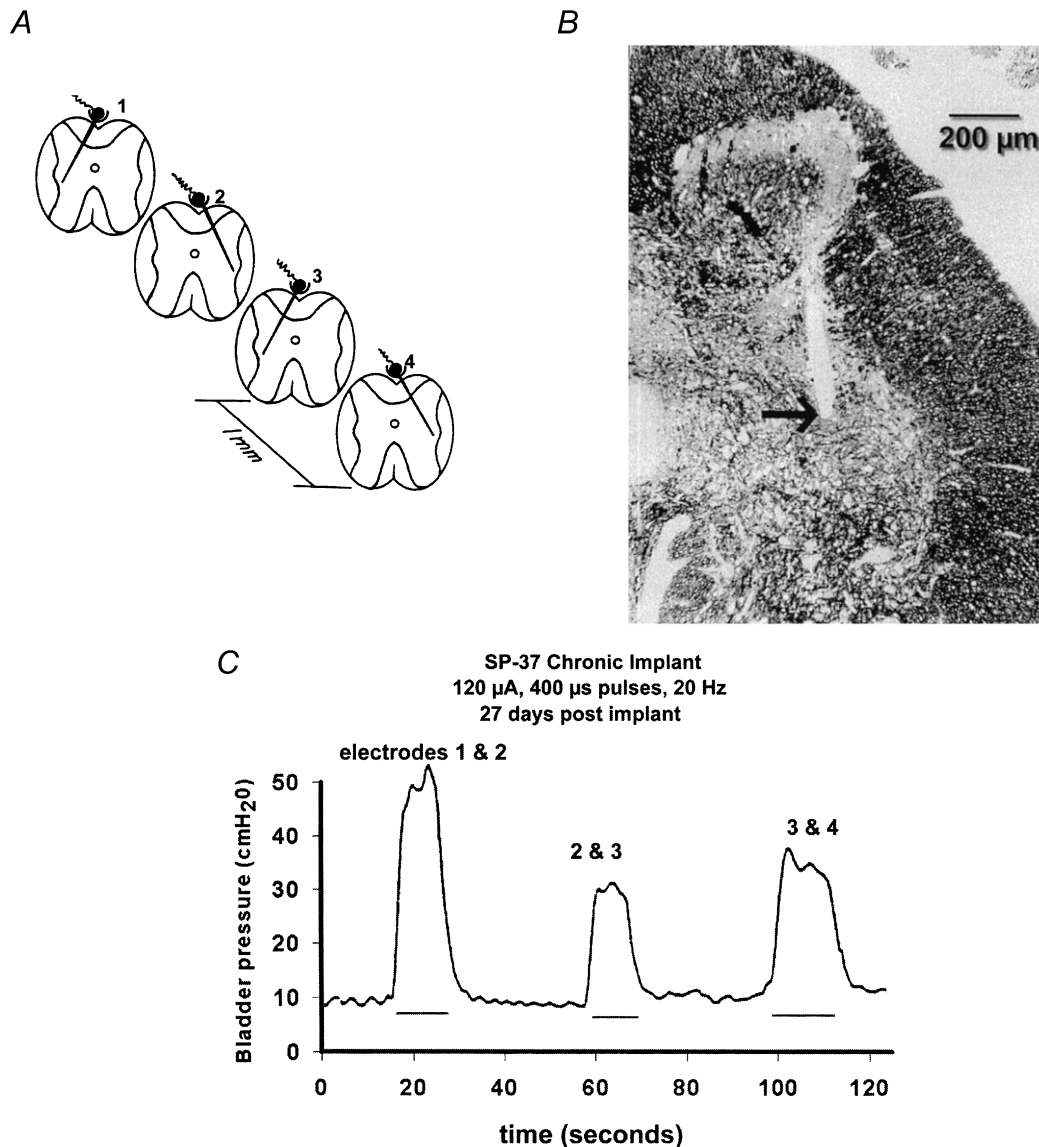 A
B
1
2
3
4
1mm
200 µm
C
SP-37 Chronic Implant
120 µA, 400 µs pulses, 20 Hz
27 days post implant
electrodes 1 & 2
2 & 3
3 & 4
Bladder pressure (cmH20)
50
40
30
20
10
0
0 20 40 60 80 100 120
time (seconds)